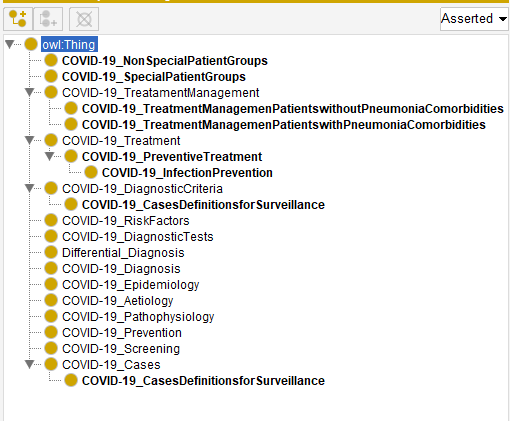 Asserted
owl:Thing
COVID-19_NonSpecialPatientGroups
COVID-19_SpecialPatientGroups
COVID-19_TreatamentManagement
COVID-19_TreatmentManagemenPatientswithoutPneumoniaComorbidities
COVID-19_TreatmentManagemenPatientswithPneumoniaComorbidities
COVID-19_Treatment
COVID-19_PreventiveTreatment
COVID-19_InfectionPrevention
COVID-19_DiagnosticCriteria
COVID-19_CasesDefinitionsforSurveillance
COVID-19_RiskFactors
COVID-19_DiagnosticTests
Differential_Diagnosis
COVID-19_Diagnosis
COVID-19_Epidemiology
COVID-19_Aetiology
COVID-19_Pathophysiology
COVID-19_Prevention
COVID-19_Screening
COVID-19_Cases
COVID-19_CasesDefinitionsforSurveillance